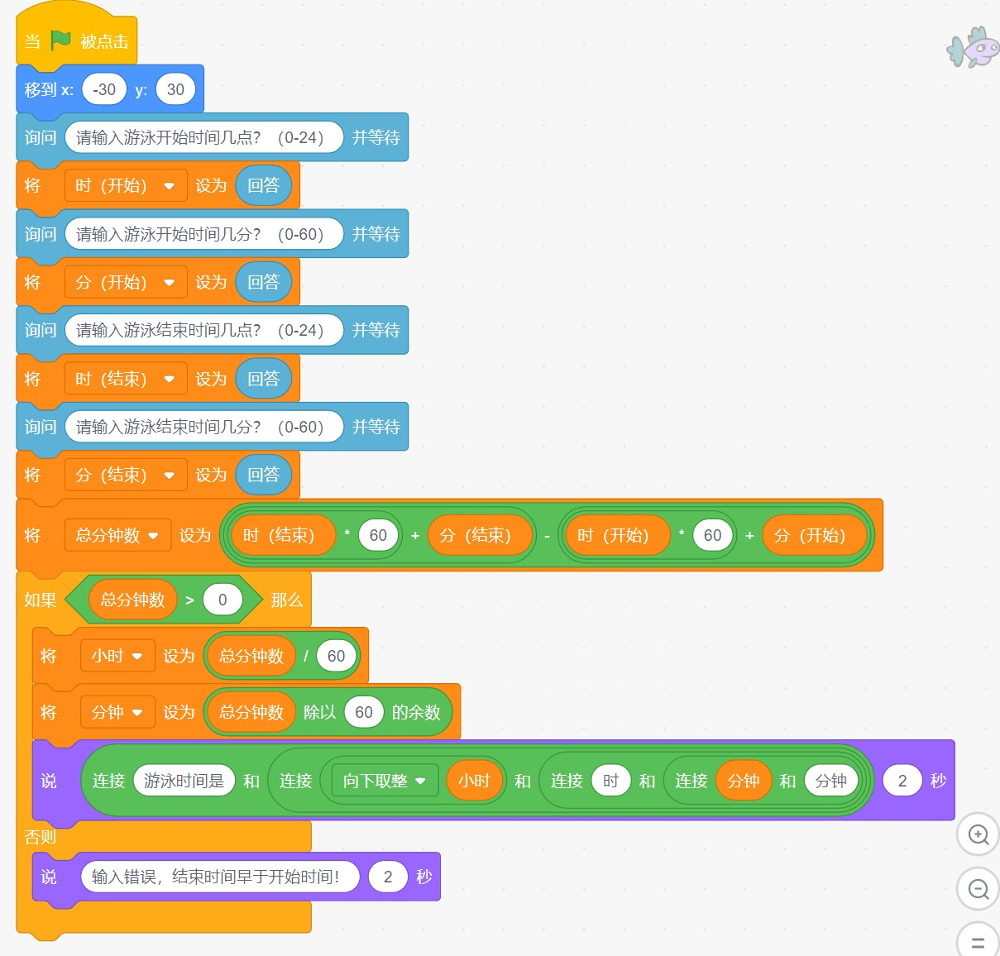 当 被点击
移到 x: -30 y: 30
询问 请输入游泳开始时间几点？（0-24） 并等待
将 时（开始） 设为 回答
询问 请输入游泳开始时间几分？（0-60） 并等待
将 分（开始） 设为 回答
询问 请输入游泳结束时间几点？（0-24） 并等待
将 时（结束） 设为 回答
询问 请输入游泳结束时间几分？（0-60） 并等待
将 分（结束） 设为 回答
将 总分钟数 设为 时（结束） * 60 + 分（结束） - 时（开始） * 60 + 分（开始）
如果 总分钟数 > 0 那么
将 小时 设为 总分钟数 / 60
将 分钟 设为 总分钟数 除以 60 的余数
说 连接 游泳时间是 和 连接 向下取整 小时 和 连接 时 和 连接 分钟 和 分钟 2 秒
否则
说 输入错误，结束时间早于开始时间！ 2 秒